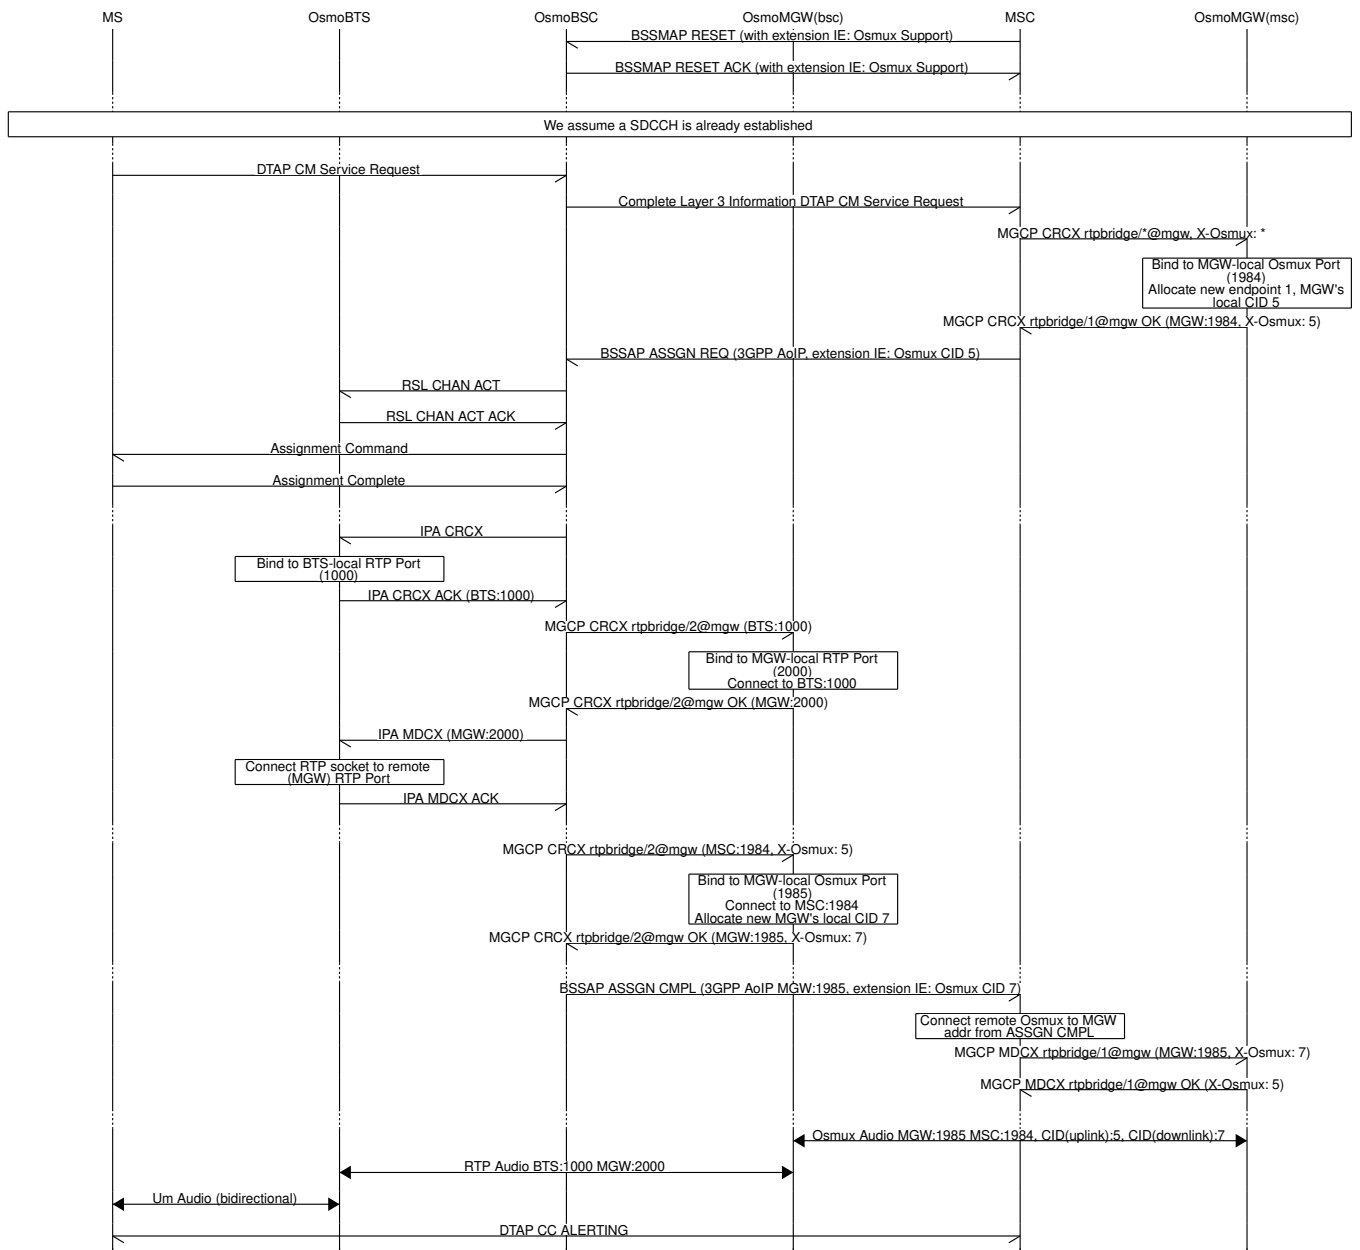 MS OsmoBTS OsmoBSC OsmoMGW(bsc) MSC OsmoMGW(msc)
BSSMAP RESET (with extension IE: Osmux Support)
BSSMAP RESET ACK (with extension IE: Osmux Support)
We assume a SDCCH is already established
DTAP CM Service Request
Complete Layer 3 Information DTAP CM Service Request
MGCP CRCX rtpbridge/*@mgw, X-Osmux: *
Bind to MGW-local Osmux Port
(1984)
Allocate new endpoint 1, MGW's
local CID 5
MGCP CRCX rtpbridge/1@mgw OK (MGW:1984, X-Osmux: 5)
BSSAP ASSGN REQ (3GPP AoIP, extension IE: Osmux CID 5)
RSL CHAN ACT
RSL CHAN ACT ACK
Assignment Command
Assignment Complete
IPA CRCX
Bind to BTS-local RTP Port
(1000)
IPA CRCX ACK (BTS:1000)
MGCP CRCX rtpbridge/2@mgw (BTS:1000)
Bind to MGW-local RTP Port
(2000)
Connect to BTS:1000
MGCP CRCX rtpbridge/2@mgw OK (MGW:2000)
IPA MDCX (MGW:2000)
Connect RTP socket to remote
(MGW) RTP Port
IPA MDCX ACK
MGCP CRCX rtpbridge/2@mgw (MSC:1984, X-Osmux: 5)
Bind to MGW-local Osmux Port
(1985)
Connect to MSC:1984
Allocate new MGW's local CID 7
MGCP CRCX rtpbridge/2@mgw OK (MGW:1985, X-Osmux: 7)
BSSAP ASSGN CMPL (3GPP AoIP MGW:1985, extension IE: Osmux CID 7)
Connect remote Osmux to MGW
addr from ASSGN CMPL
MGCP MDCX rtpbridge/1@mgw (MGW:1985, X-Osmux: 7)
MGCP MDCX rtpbridge/1@mgw OK (X-Osmux: 5)
Osmux Audio MGW:1985 MSC:1984, CID(uplink):5, CID(downlink):7
RTP Audio BTS:1000 MGW:2000
Um Audio (bidirectional)
DTAP CC ALERTING